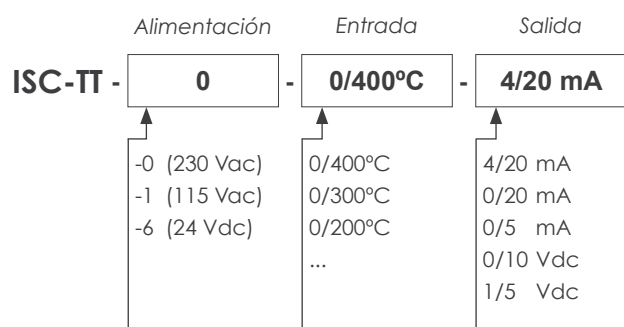 Alimentación Entrada Salida
ISC-TT - 0 - 0/400ºC - 4/20 mA
-0 (230 Vac) 0/400ºC 4/20 mA
-1 (115 Vac) 0/300ºC 0/20 mA
-6 (24 Vdc) 0/200ºC 0/5 mA
... 0/10 Vdc
1/5 Vdc